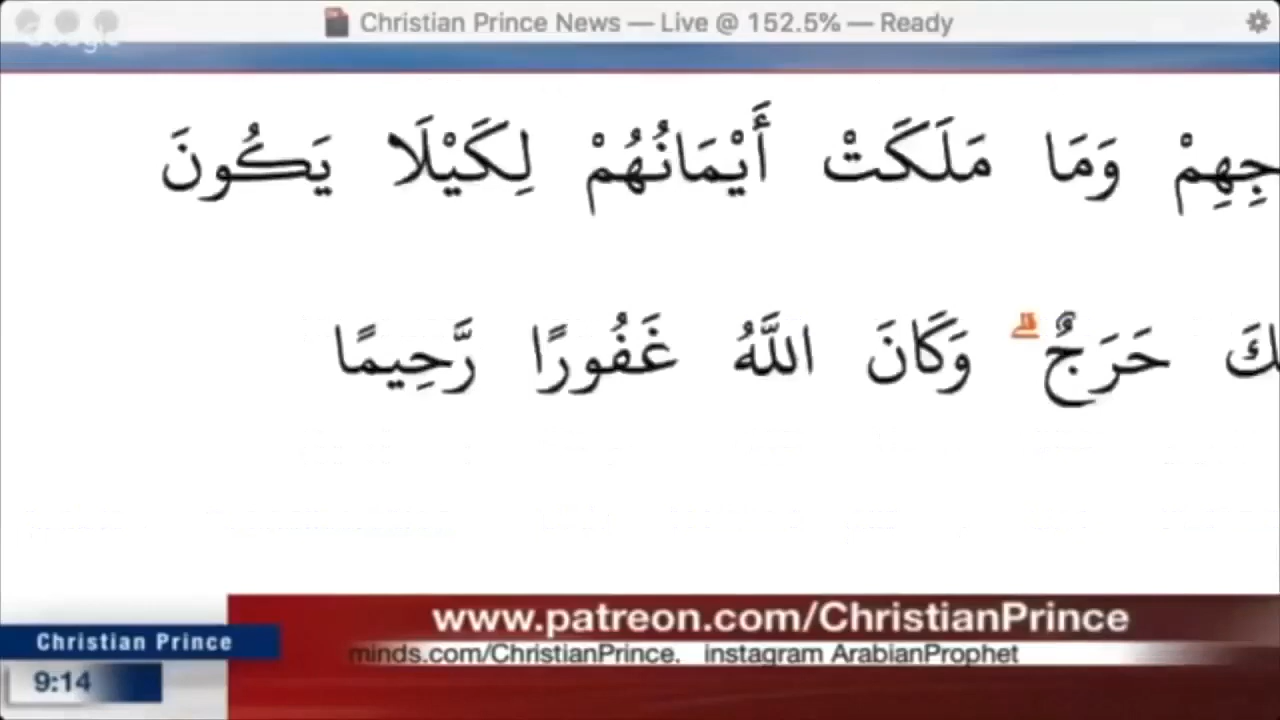 Christian Prince News — Live @ 152.5% — Ready
Google
جِهِمْ وَمَا مَلَكَتْ أَيْمَانُهُمْ لِكَيْلَا يَكُونَ
لَيْكَ حَرَجٌ ۗ وَكَانَ اللَّهُ غَفُورًا رَّحِيمًا
www.patreon.com/ChristianPrince
Christian Prince
minds.com/ChristianPrince. instagram ArabianProphet
9:14